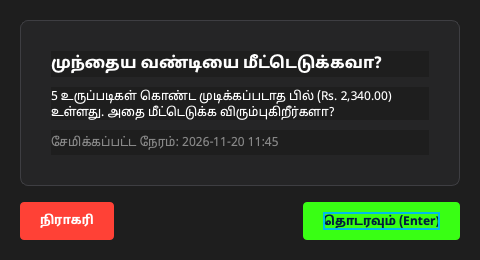 முந்தைய வண்டியை மீட்டெடுக்கவா?
5 உருப்படிகள் கொண்ட முடிக்கப்படாத பில் (Rs. 2,340.00)
உள்ளது. அதை மீட்டெடுக்க விரும்புகிறீர்களா?
சேமிக்கப்பட்ட நேரம்: 2026-11-20 11:45
நிராகரி
தொடரவும் (Enter)